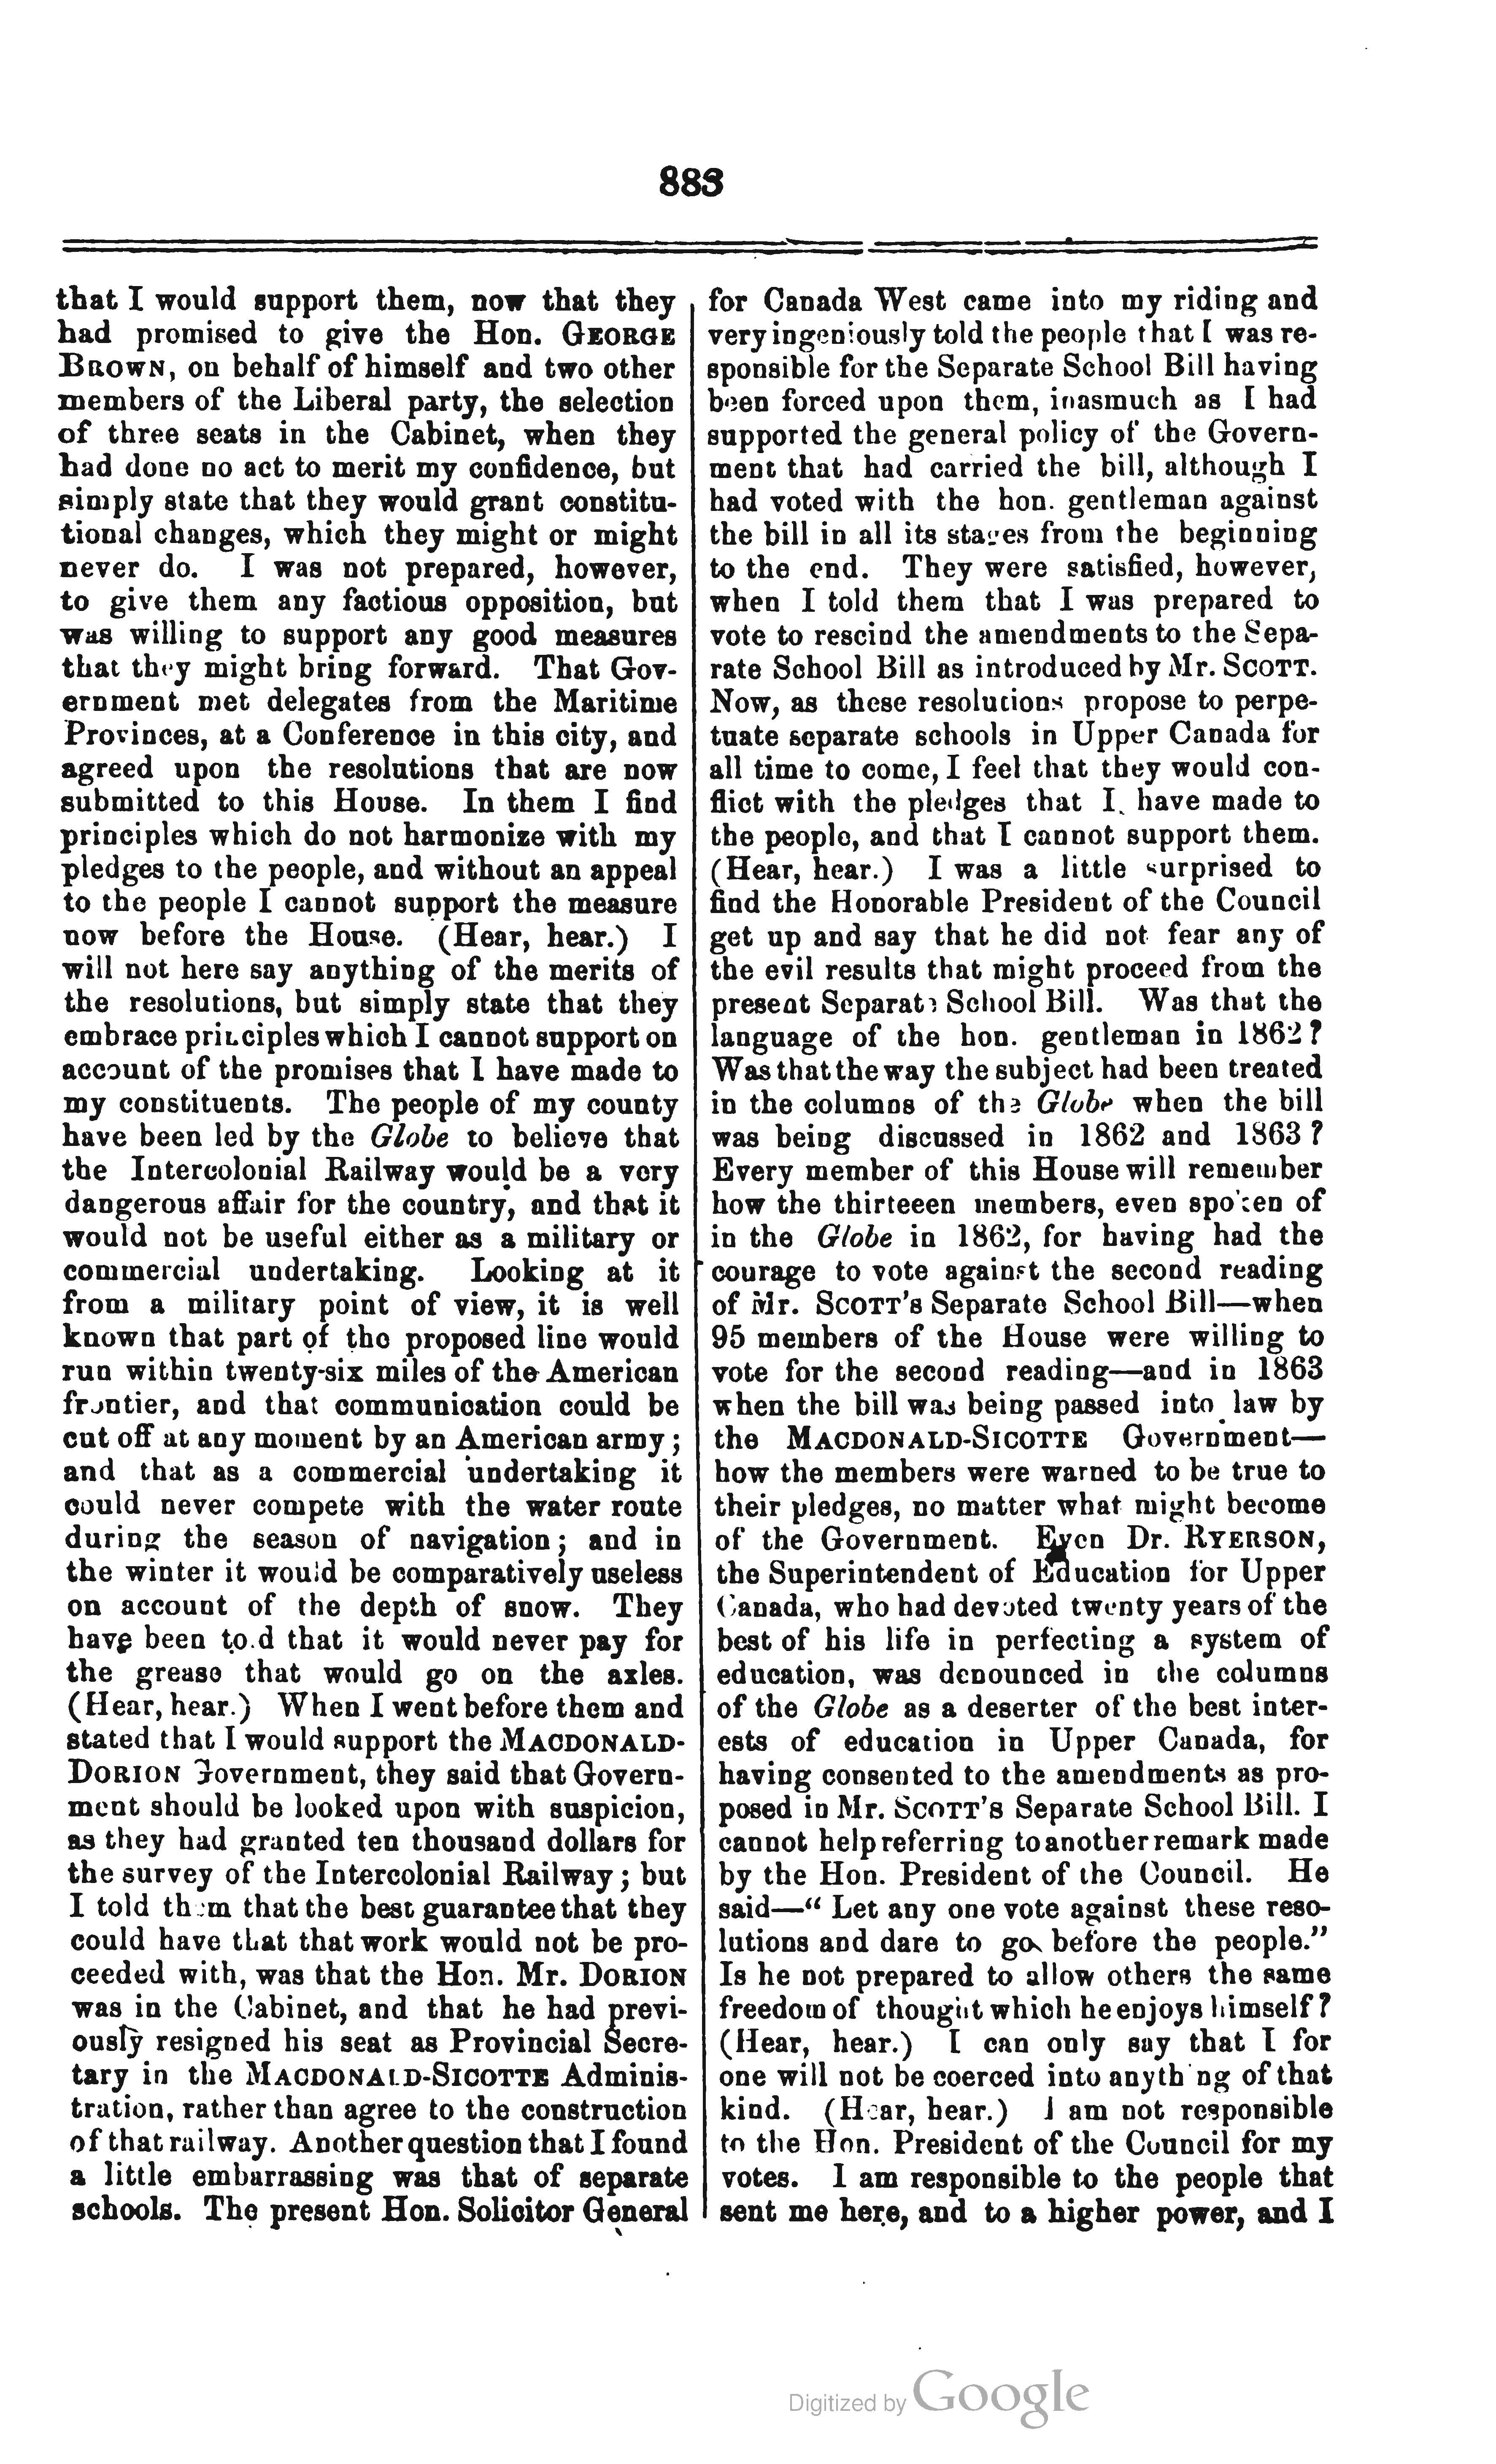 883
that I would support them, now that they
had promised to give the Hon. GEORGE
BROWN, on behalf of himself and two other
members of the Liberal party, the selection
of three seats in the Cabinet, when they
had done no act to merit my confidence, but
simply state that they would grant constitu-
tional changes, which they might or might
never do. I was not prepared, however,
to give them any factious opposition, but
was willing to support any good measures
that they might bring forward. That Gov-
ernment met delegates from the Maritime
Provinces, at a Conference in this city, and
agreed upon the resolutions that are now
submitted to this House. In them I find
principles which do not harmonize with my
pledges to the people, and without an appeal
to the people I cannot support the measure
now before the House. (Hear, hear.) I
will not here say anything of the merits of
the resolutions, but simply state that they
embrace principles which I cannot support on
account of the promises that I have made to
my constituents. The people of my county
have been led by the Globe to believe that
the Intercolonial Railway would be a very
dangerous affair for the country, and that it
would not be useful either as a military or
commercial undertaking. Looking at it
from a military point of view, it is well
known that part of the proposed line would
run within twenty-six miles of the American
frontier, and that communication could be
cut off at any moment by an American army;
and that as a commercial undertaking it
could never compete with the water route
during the season of navigation; and in
the winter it would be comparatively useless
on account of the depth of snow. They
have been told that it would never pay for
the grease that would go on the axles.
(Hear, hear.) When I went before them and
stated that I would support the MACDONALD-
DORION Government, they said that Govern-
ment should be looked upon with suspicion,
as they had granted ten thousand dollars for
the survey of the Intercolonial Railway; but
I told them that the best guarantee that they
could have that that work would not be pro-
ceeded with, was that the Hon. Mr. DORION
was in the Cabinet, and that he had previ-
ously resigned his seat as Provincial Secre-
tary in the MACDONALD-SICOTTE Adminis-
tration, rather than agree to the construction
of that railway. Another question that I found
a little embarrassing was that of separate
schools. The present Hon. Solicitor General
for Canada West came into my riding and
very ingeniously told the people that I was re-
sponsible for the Separate School Bill having
been forced upon them, inasmuch as I had
supported the general policy of the Govern-
ment that had carried the bill, although I
had voted with the hon. gentleman against
the bill in all its stages from the beginning
to the end. They were satisfied, however,
when I told them that I was prepared to
vote to rescind the amendments to the Sepa-
rate School Bill as introduced by Mr. SCOTT.
Now, as these resolutions propose to perpe-
tuate separate schools in Upper Canada for
all time to come, I feel that they would con-
flict with the pledges that I have made to
the people, and that I cannot support them.
(Hear, hear.) I was a little surprised to
find the Honorable President of the Council
get up and say that he did not fear any of
the evil results that might proceed from the
present Separate School Bill. Was that the
language of the hon. gentleman in 1862?
Was that the way the subject had been treated
in the columns of the Globe when the bill
was being discussed in 1862 and 1863?
Every member of this House will remember
how the thirteeen members, even spoken of
in the Globe in 1862, for having had the
courage to vote against the second reading
of Mr. SCOTT's Separate School Bill—when
95 members of the House were willing to
vote for the second reading—and in 1863
when the bill was being passed into law by
the MACDONALD-SICOTTE Government—
how the members were warned to be true to
their pledges, no matter what might become
of the Government. Even Dr. RYERSON,
the Superintendent of Education for Upper
Canada, who had devoted twenty years of the
best of his life in perfecting a system of
education, was denounced in the columns
of the Globe as a deserter of the best inter-
ests of education in Upper Canada, for
having consented to the amendments as pro-
posed in Mr. SCOTT's Separate School Bill. I
cannot help referring to another remark made
by the Hon. President of the Council. He
said—“ Let any one vote against these reso-
lutions and dare to go before the people.”
Is he not prepared to allow others the same
freedom of thought which he enjoys himself?
(Hear, hear.) I can only say that I for
one will not be coerced into anything of that
kind. (Hear, hear.) I am not responsible
to the Hon. President of the Council for my
votes. I am responsible to the people that
sent me here, and to a higher power, and I
Digitized by Google